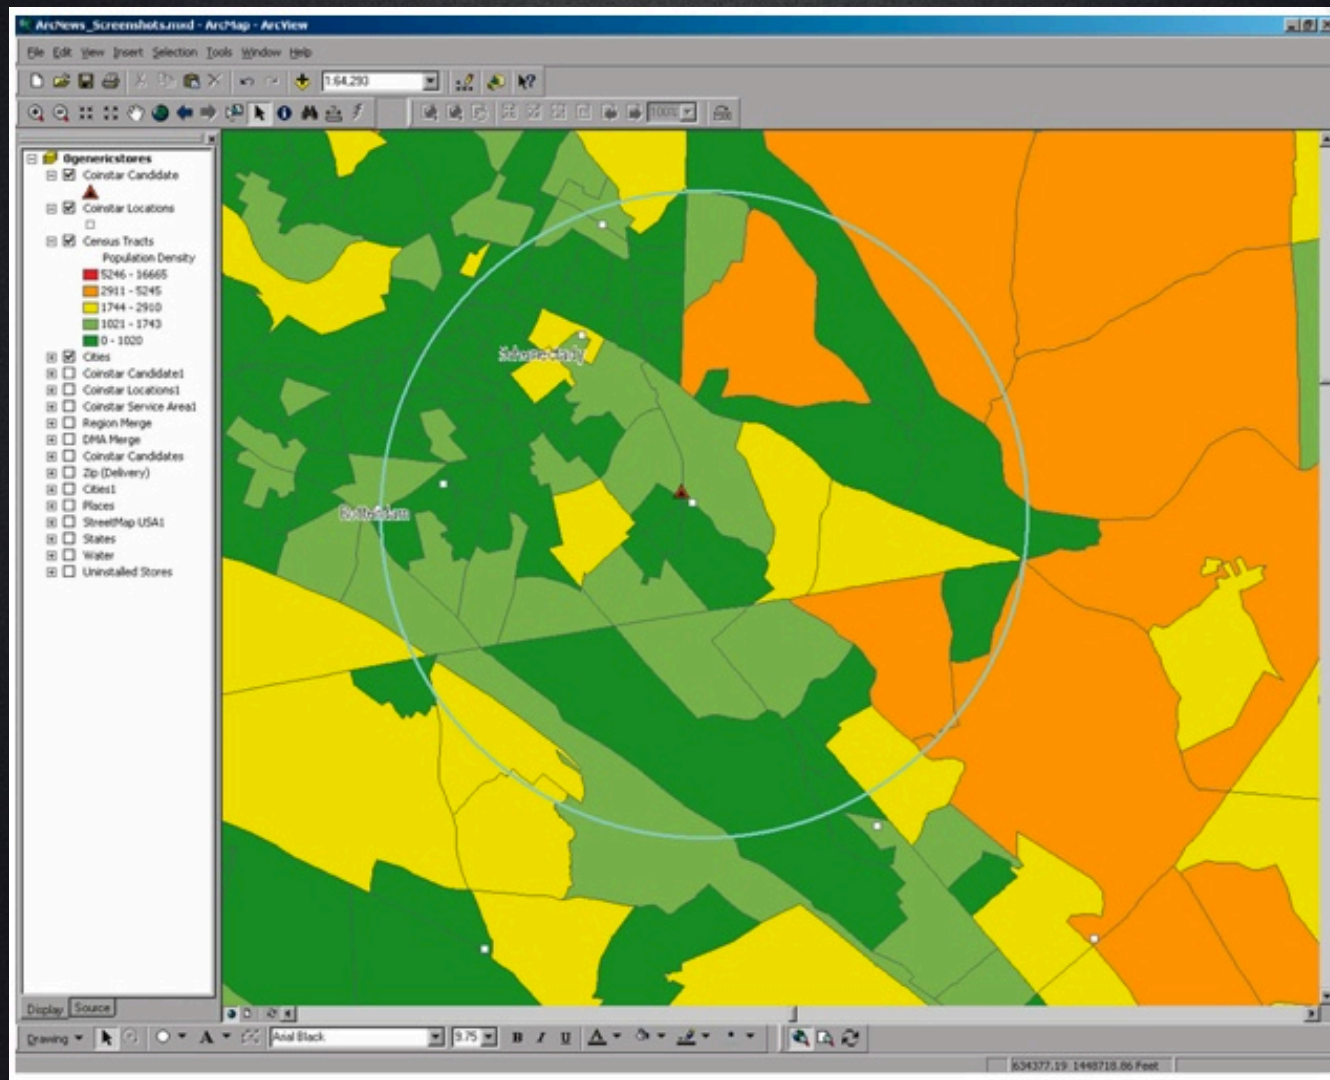 ArcNews_Screenshots.mxd - ArcMap - ArcView
File Edit View Insert Selection Tools Window Help
1:64,293
100%
0genericstores
Coinstar Candidate
Coinstar Locations
Census Tracts
Population Density
5246 - 16665
2911 - 5245
1744 - 2910
1021 - 1743
0 - 1020
Cities
Coinstar Candidate1
Coinstar Locations1
Coinstar Service Area1
Region Merge
DMA Merge
Coinstar Candidates
Zip (Delivery)
Cities1
Places
StreetMap USA1
States
Water
Uninstalled Stores
Schenectady
Rotterdam
Display Source
Drawing A Arial Black 9.75 B I U A
634377.19 1448718.86 Feet